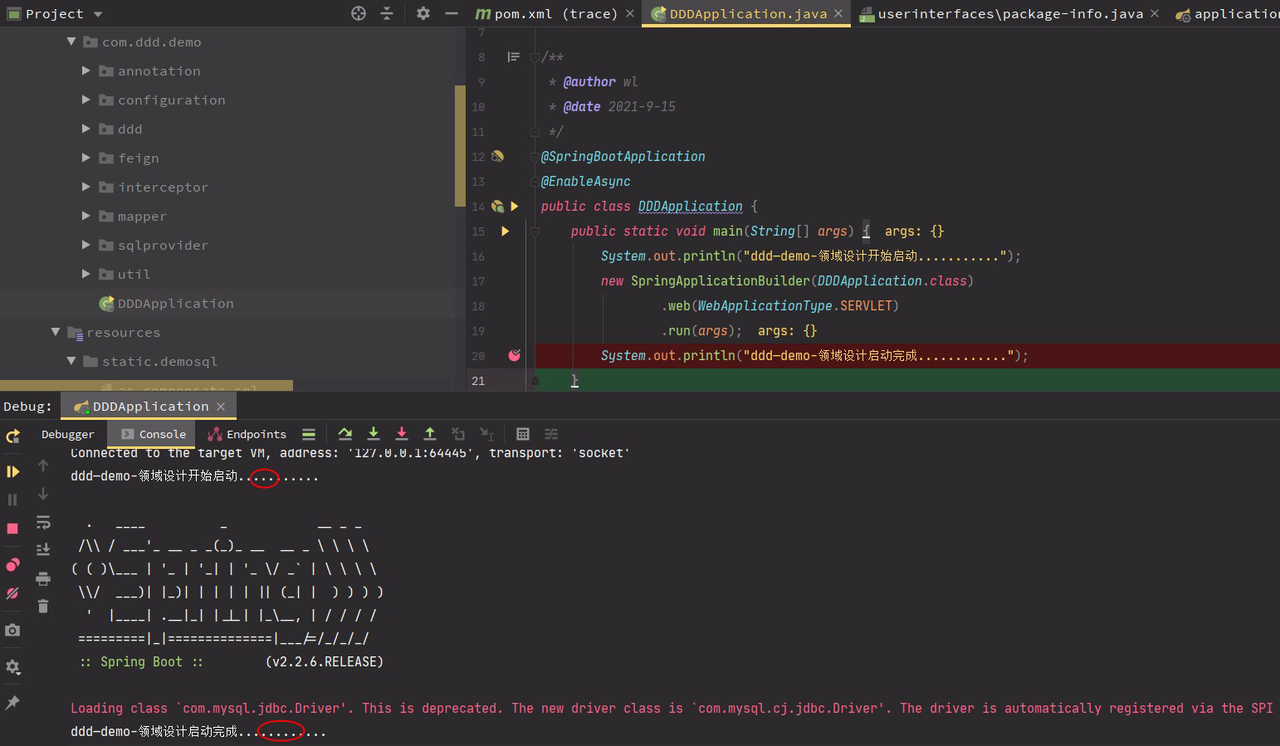 Project
pom.xml (trace)
DDDApplication.java
userinterfaces\package-info.java
application
com.ddd.demo
annotation
configuration
ddd
feign
interceptor
mapper
sqlprovider
util
DDDApplication
resources
static.demosql
7
8 /**
9 * @author wl
10 * @date 2021-9-15
11 */
12 @SpringBootApplication
13 @EnableAsync
14 public class DDDApplication {
15 public static void main(String[] args) { args: {}
16 System.out.println("ddd-demo-领域设计开始启动...........");
17 new SpringApplicationBuilder(DDDApplication.class)
18 .web(WebApplicationType.SERVLET)
19 .run(args); args: {}
20 System.out.println("ddd-demo-领域设计启动完成............");
21 }
Debug: DDDApplication
Debugger Console Endpoints
Connected to the target VM, address: '127.0.0.1:64445', transport: 'socket'
ddd-demo-领域设计开始启动...........
:: Spring Boot :: (v2.2.6.RELEASE)
Loading class `com.mysql.jdbc.Driver'. This is deprecated. The new driver class is `com.mysql.cj.jdbc.Driver'. The driver is automatically registered via the SPI
ddd-demo-领域设计启动完成............